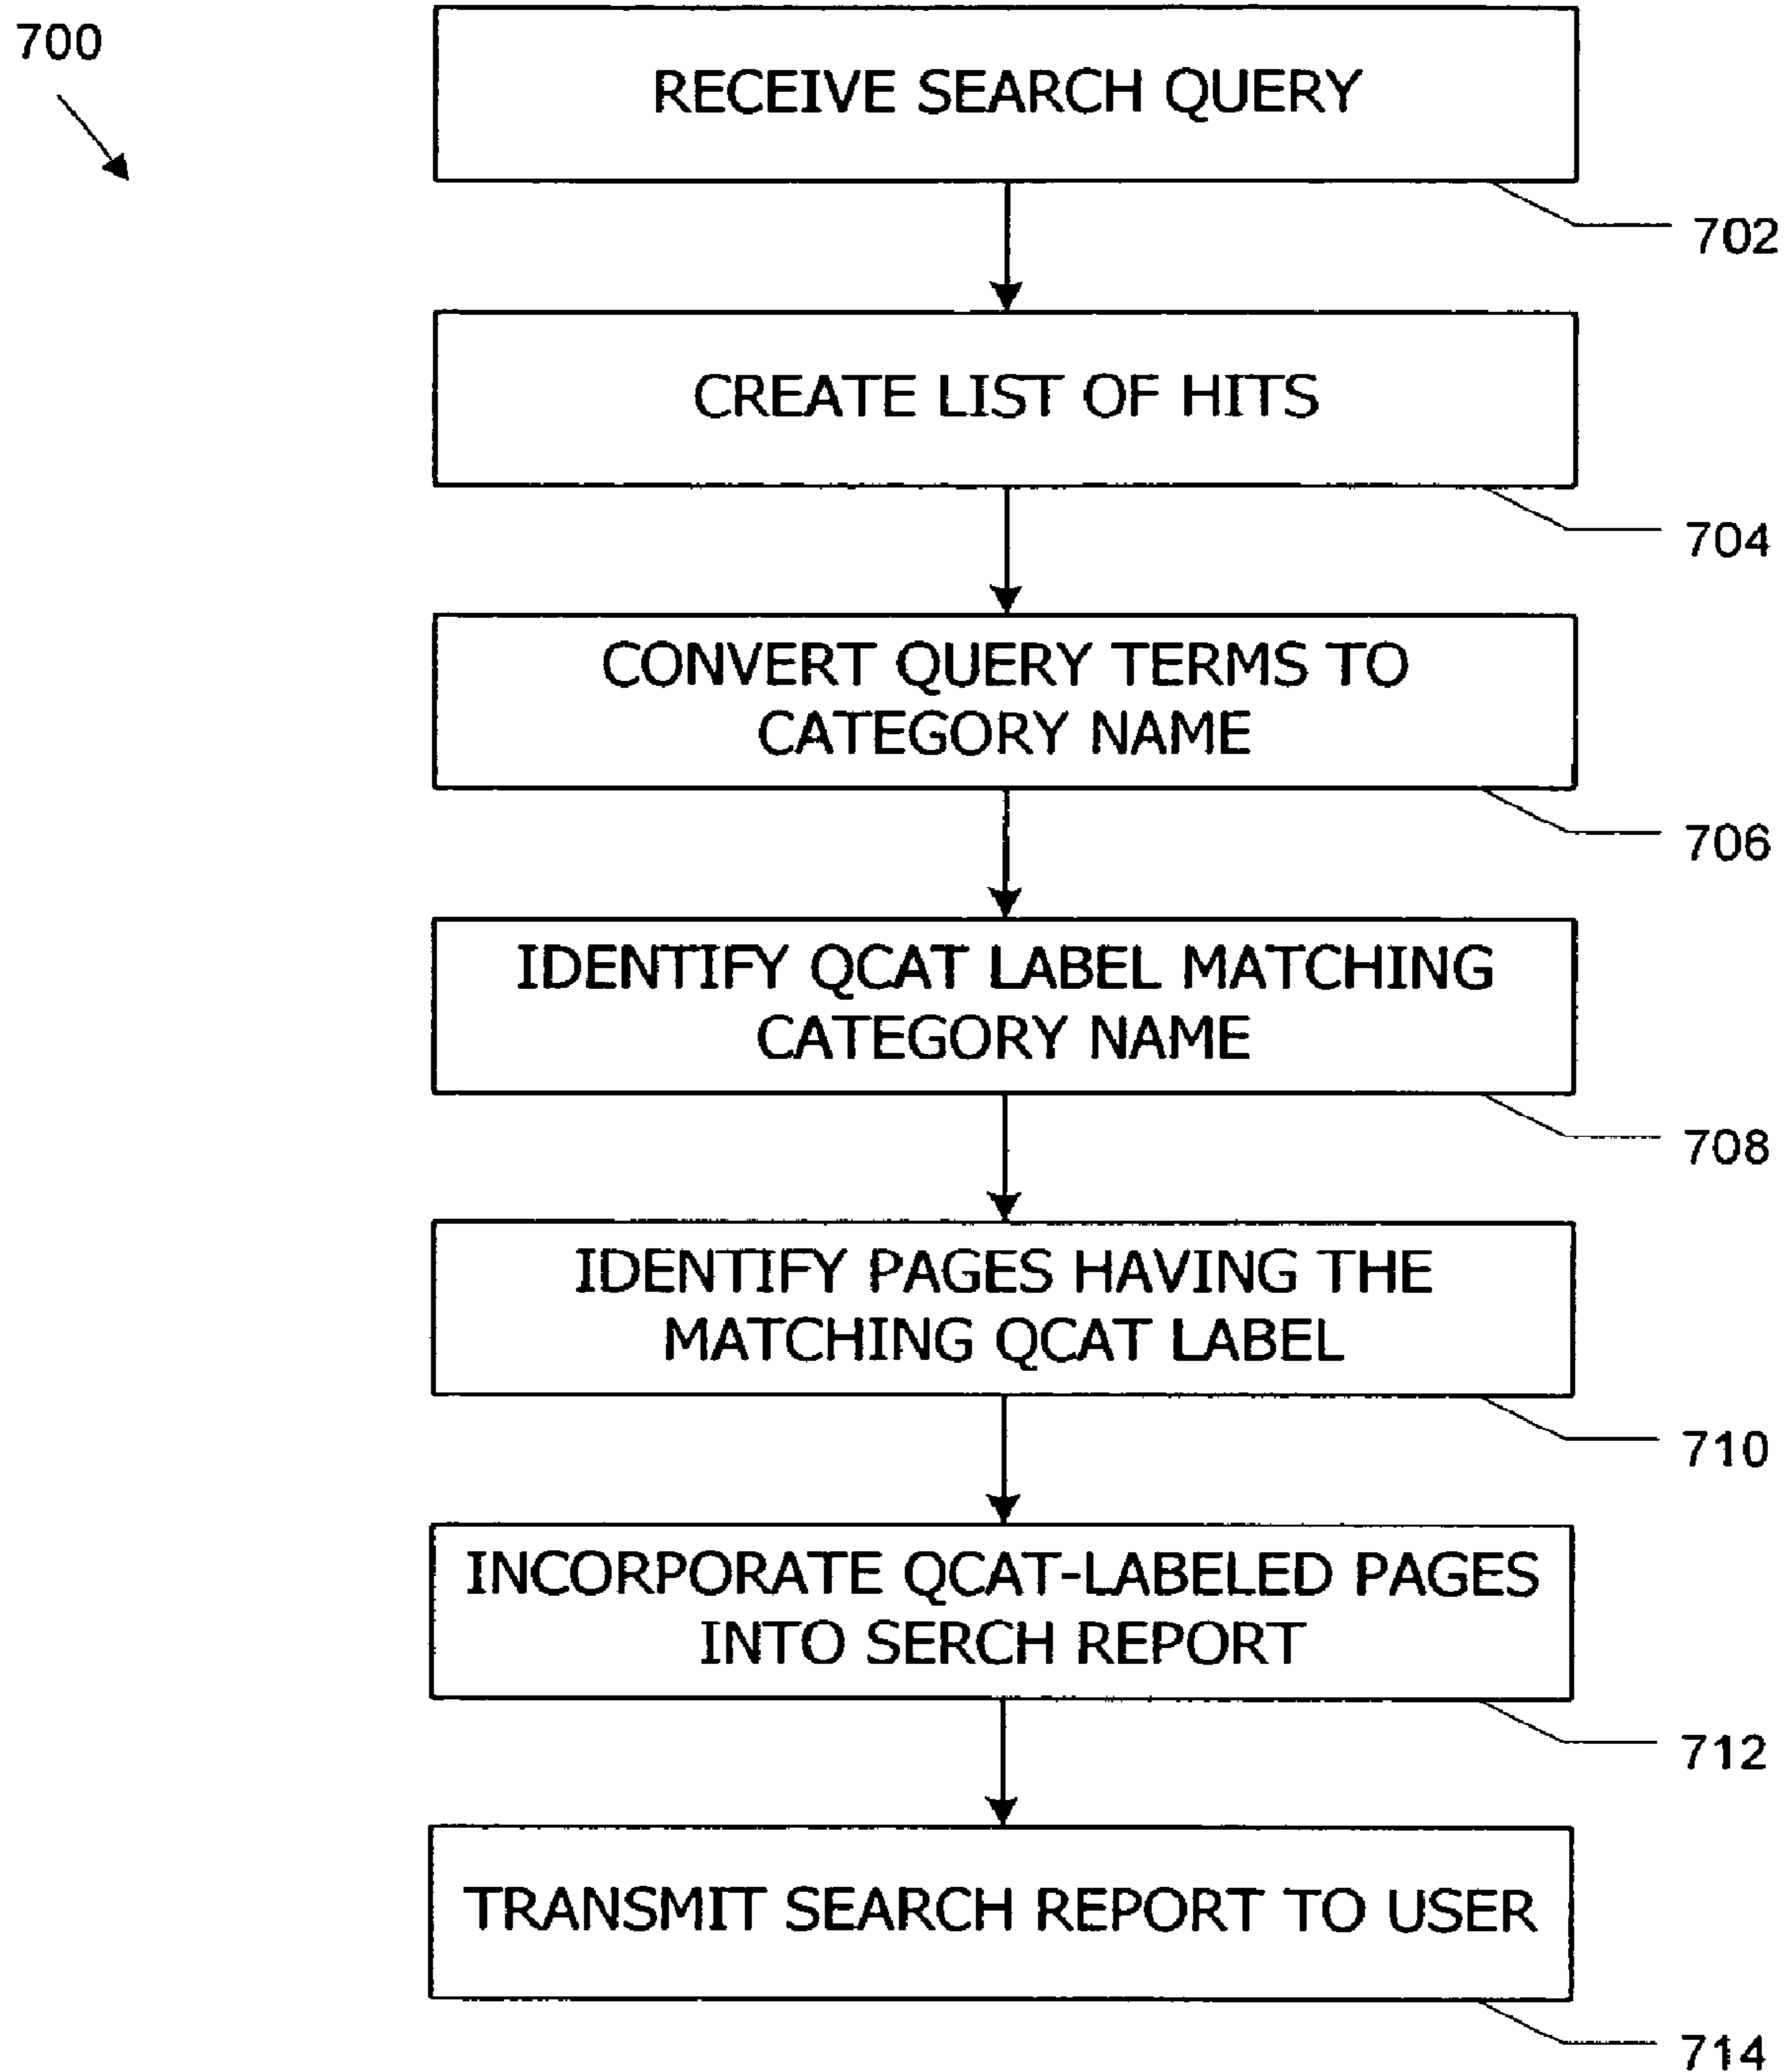 700
RECEIVE SEARCH QUERY
702
CREATE LIST OF HITS
704
CONVERT QUERY TERMS TO
CATEGORY NAME
706
IDENTIFY QCAT LABEL MATCHING
CATEGORY NAME
708
IDENTIFY PAGES HAVING THE
MATCHING QCAT LABEL
710
INCORPORATE QCAT-LABELED PAGES
INTO SERCH REPORT
712
TRANSMIT SEARCH REPORT TO USER
714